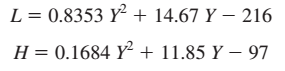 L = 0.8353 Y² + 14.67 Y – 216
H = 0.1684 Y² + 11.85 Y – 97